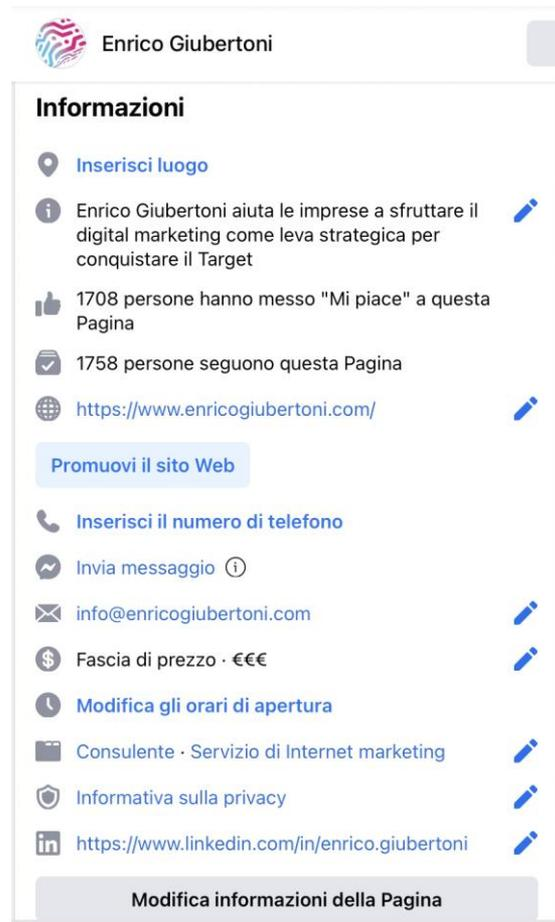 Enrico Giubertoni
Informazioni
Inserisci luogo
Enrico Giubertoni aiuta le imprese a sfruttare il
digital marketing come leva strategica per
conquistare il Target
1708 persone hanno messo "Mi piace" a questa
Pagina
1758 persone seguono questa Pagina
https://www.enricogiubertoni.com/
Promuovi il sito Web
Inserisci il numero di telefono
Invia messaggio
info@enricogiubertoni.com
Fascia di prezzo · €€€
Modifica gli orari di apertura
Consulente · Servizio di Internet marketing
Informativa sulla privacy
https://www.linkedin.com/in/enrico.giubertoni
Modifica informazioni della Pagina